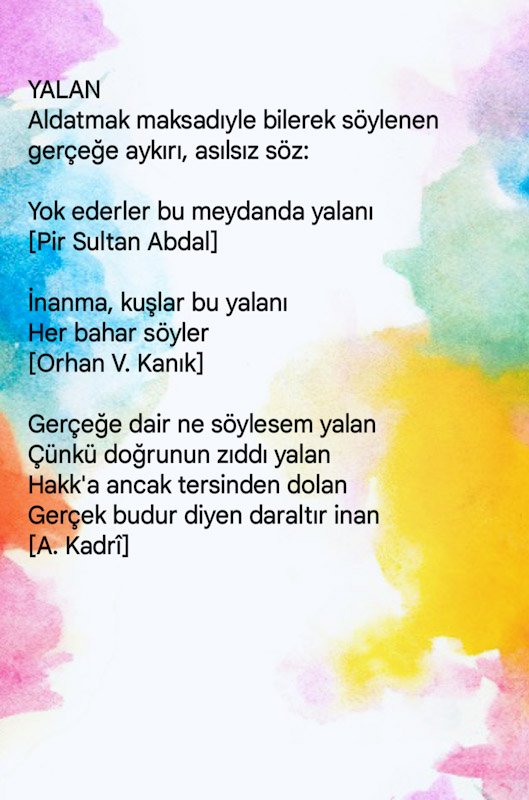 YALAN
Aldatmak maksadıyle bilerek söylenen
gerçeğe aykırı, asılsız söz:
Yok ederler bu meydanda yalanı
[Pir Sultan Abdal]
İnanma, kuşlar bu yalanı
Her bahar söyler
[Orhan V. Kanık]
Gerçeğe dair ne söylesem yalan
Çünkü doğrunun zıddı yalan
Hakk'a ancak tersinden dolan
Gerçek budur diyen daraltır inan
[A. Kadrî]